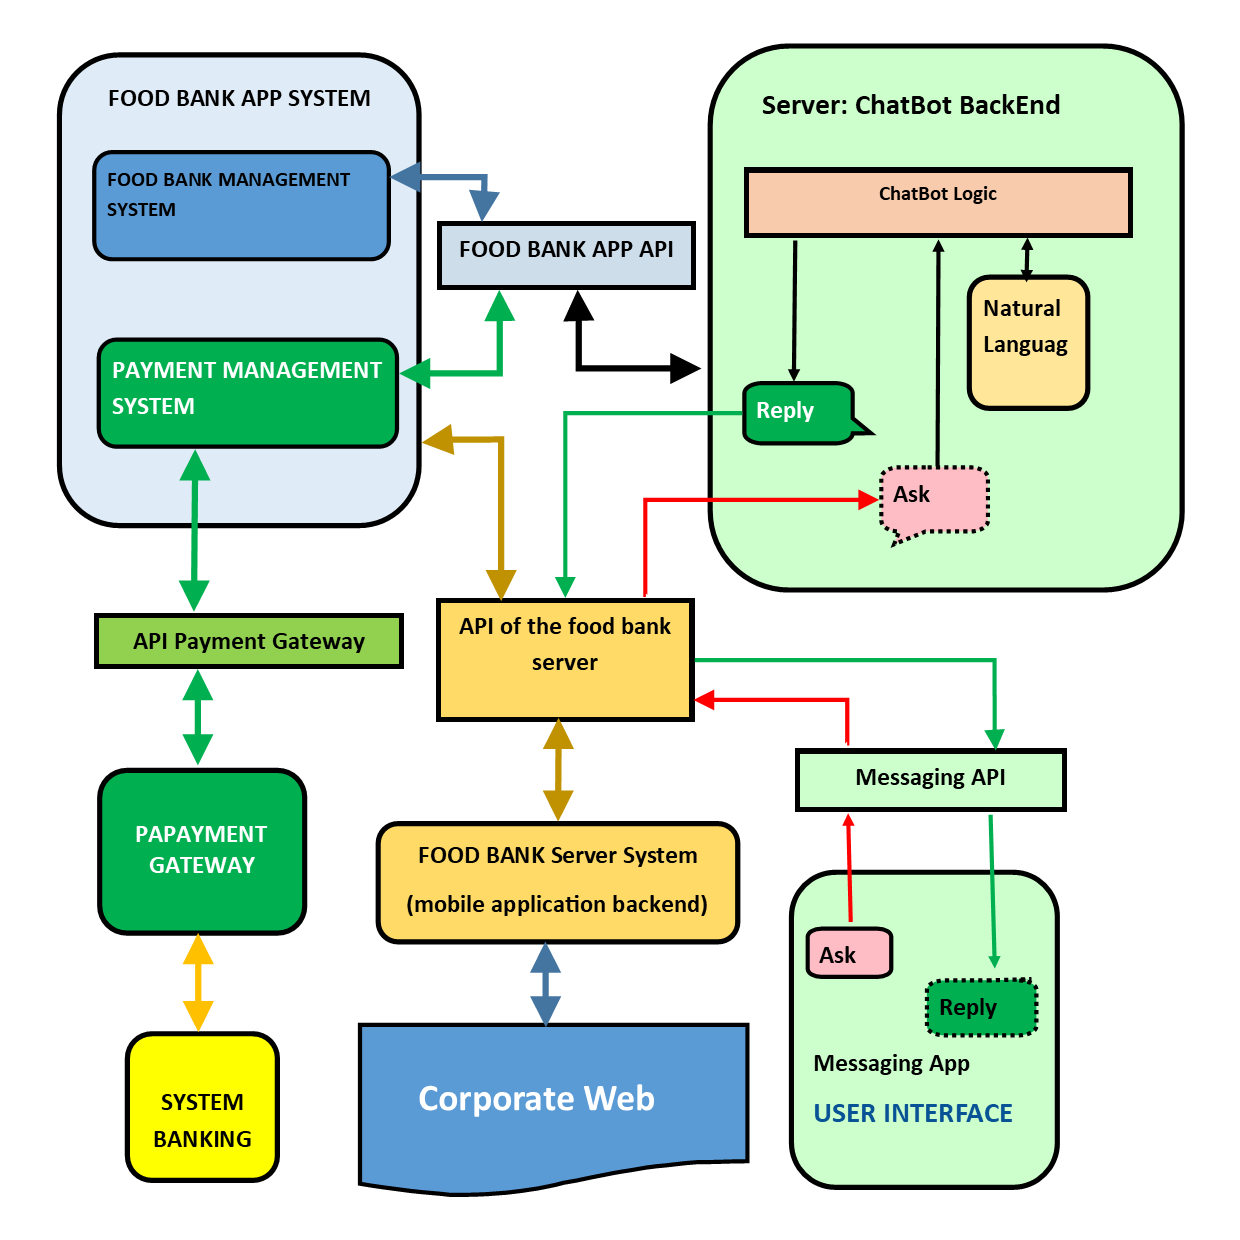 FOOD BANK APP SYSTEM
FOOD BANK MANAGEMENT
SYSTEM
PAYMENT MANAGEMENT
SYSTEM
FOOD BANK APP API
Server: ChatBot BackEnd
ChatBot Logic
Natural
Languag
Reply
Ask
API Payment Gateway
API of the food bank
server
Messaging API
PAPAYMENT
GATEWAY
FOOD BANK Server System
(mobile application backend)
Ask
Reply
Messaging App
USER INTERFACE
SYSTEM
BANKING
Corporate Web